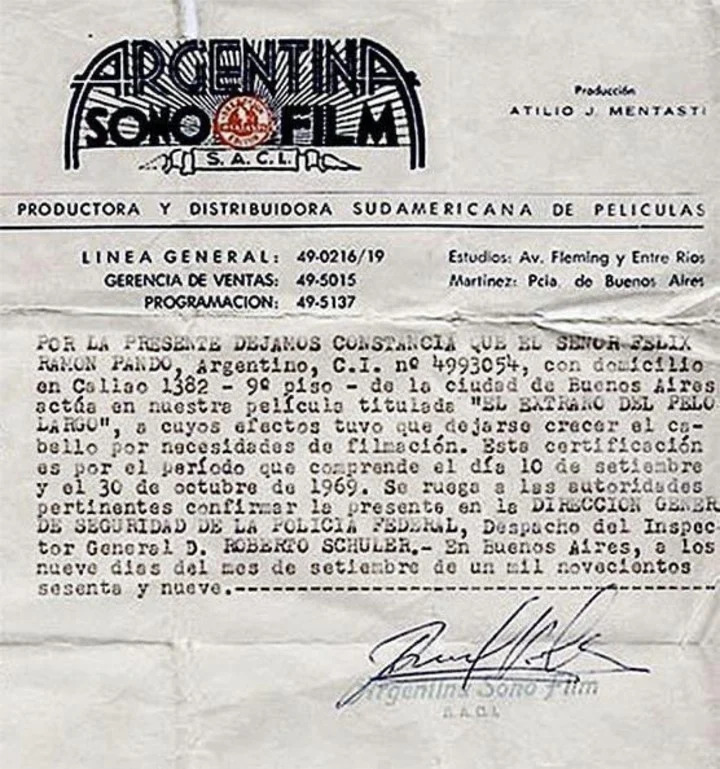 ARGENTINA
SONO FILM
S.A.C.I.
Producción
ATILIO J. MENTASTI
PRODUCTORA Y DISTRIBUIDORA SUDAMERICANA DE PELICULAS
LINEA GENERAL: 49-0216/19
GERENCIA DE VENTAS: 49-5015
PROGRAMACION: 49-5137
Estudios: Av. Fleming y Entre Rios
Martínez: Pcia. de Buenos Aires
POR LA PRESENTE DEJAMOS CONSTANCIA QUE EL SEÑOR FELIX
RAMON PANDO, Argentino, C.I. nº 4993054, con domicilio
en Callao 1382 - 9º piso - de la ciudad de Buenos Aires
actúa en nuestra película titulada "EL EXTRAÑO DEL PELO
LARGO", a cuyos efectos tuvo que dejarse crecer el ca-
bello por necesidades de filmación. Esta certificación
es por el período que comprende el día 10 de setiembre
y el 30 de octubre de 1969. Se ruega a las autoridades
pertinentes confirmar la presente en la DIRECCION GENER
DE SEGURIDAD DE LA POLICIA FEDERAL, Despacho del Inspec-
tor General D. ROBERTO SCHULER.- En Buenos Aires, a los
nueve días del mes de setiembre de un mil novecientos
sesenta y nueve.-
Argentina Sono Film
S.A.C.I.